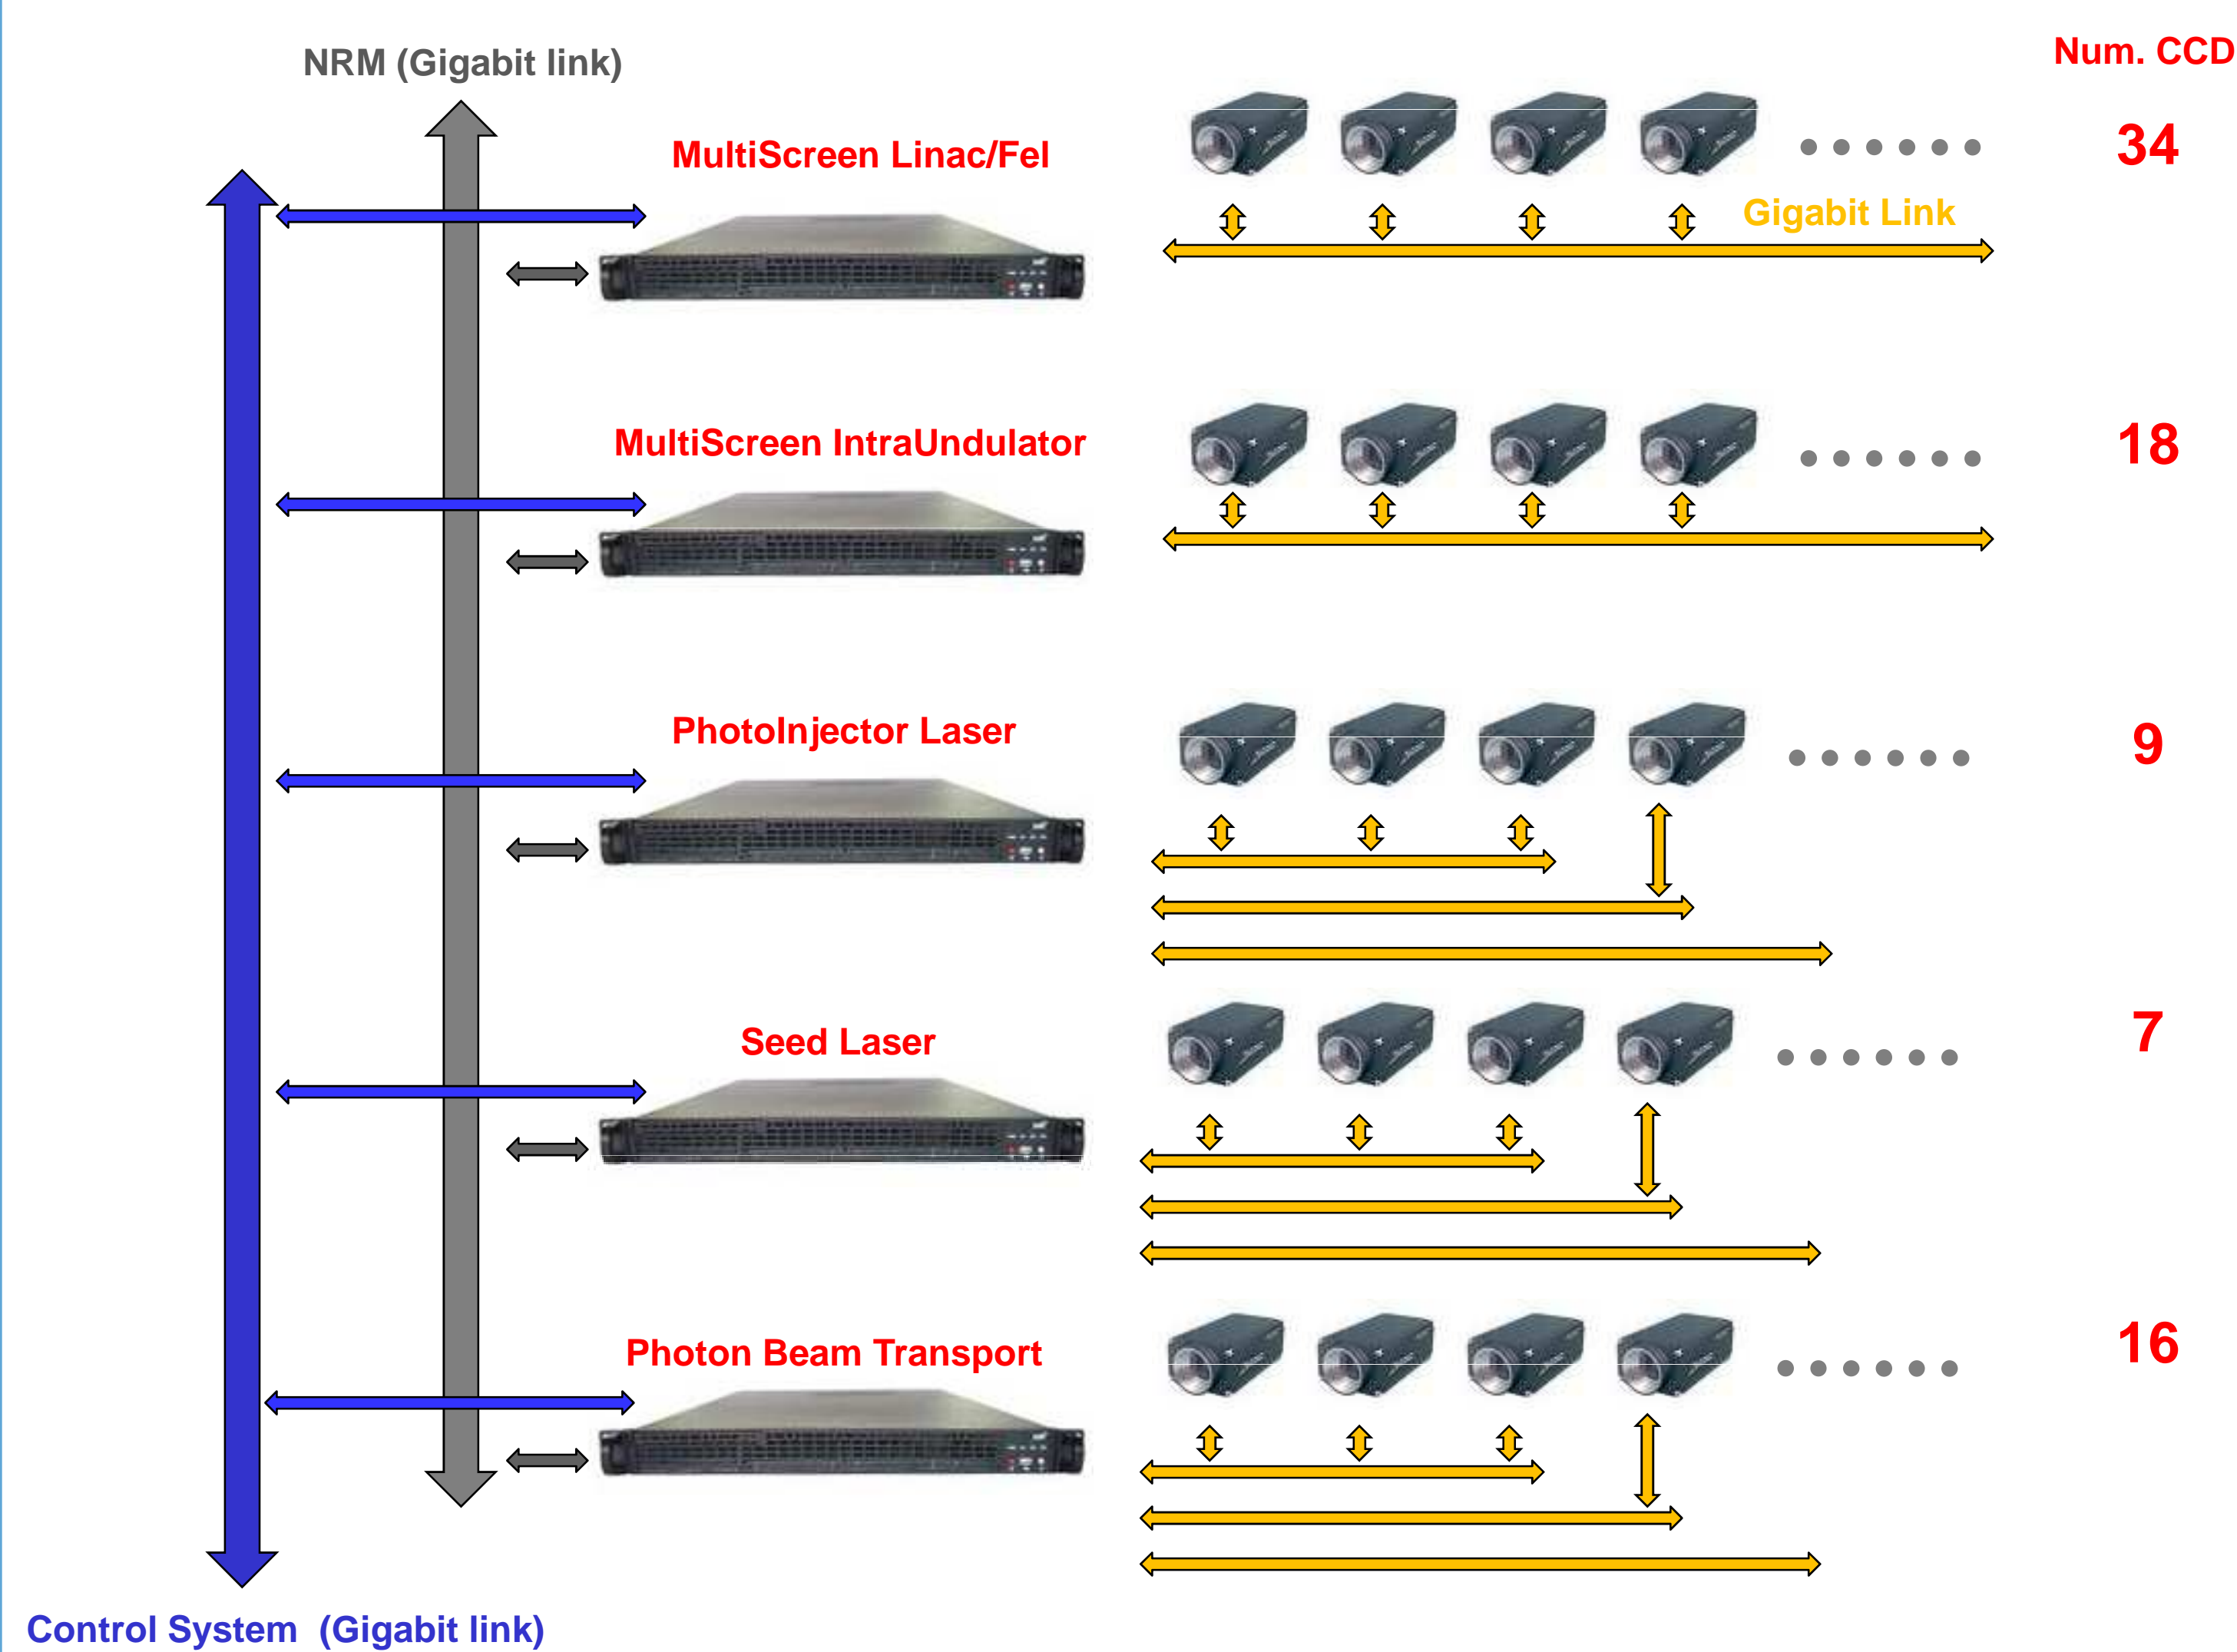 NRM (Gigabit link)
Num. CCD
MultiScreen Linac/Fel
34
Gigabit Link
MultiScreen IntraUndulator
18
PhotoInjector Laser
9
Seed Laser
7
Photon Beam Transport
16
Control System  (Gigabit link)